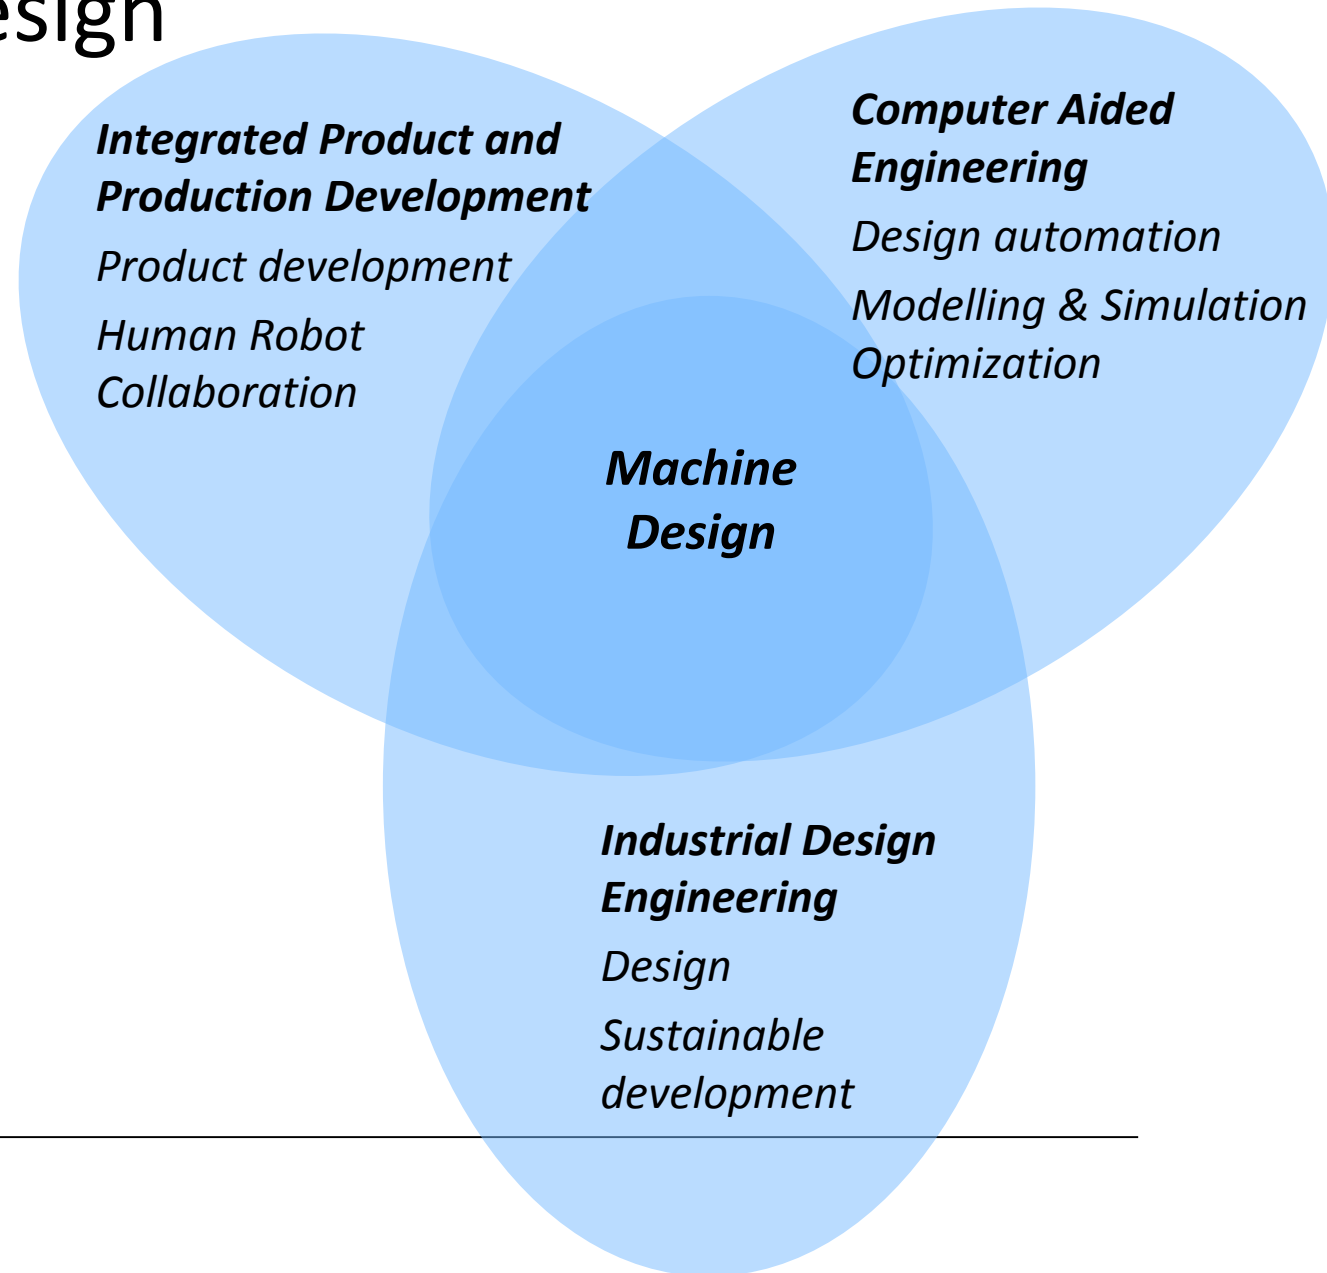 esign
Integrated Product and
Production Development
Product development
Human Robot
Collaboration
Computer Aided
Engineering
Design automation
Modelling & Simulation
Optimization
Machine
Design
Industrial Design
Engineering
Design
Sustainable
development